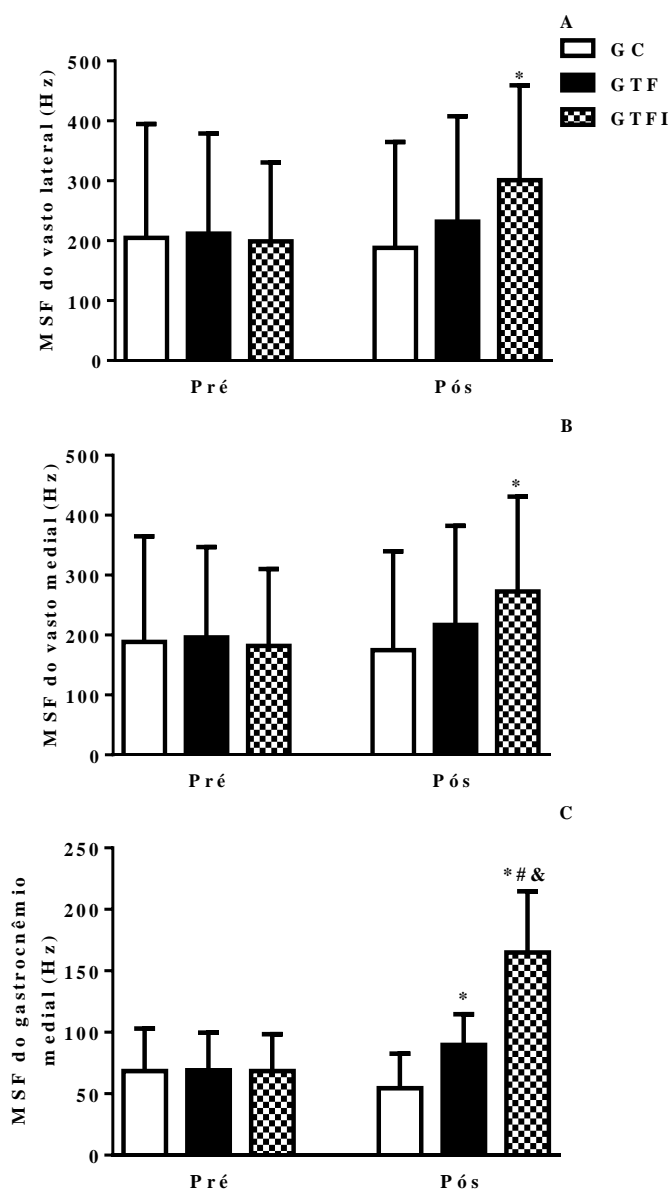 A
GC
GTF
GTFI
MSF do vasto lateral (Hz)
500
400
300
200
100
0
*
Pré
Pós
B
MSF do vasto medial (Hz)
500
400
300
200
100
0
*
Pré
Pós
C
MSF do gastrocnêmio
medial (Hz)
250
200
150
100
50
0
*
*#&
Pré
Pós